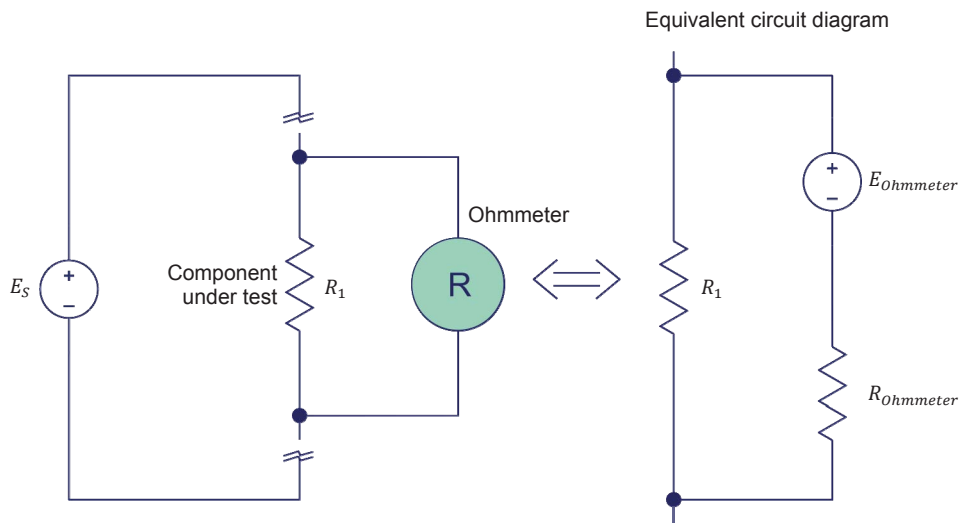 Equivalent circuit diagram
+
−
E_S
Component
under test
R_1
Ohmmeter
R
R_1
+
−
E_Ohmmeter
R_Ohmmeter